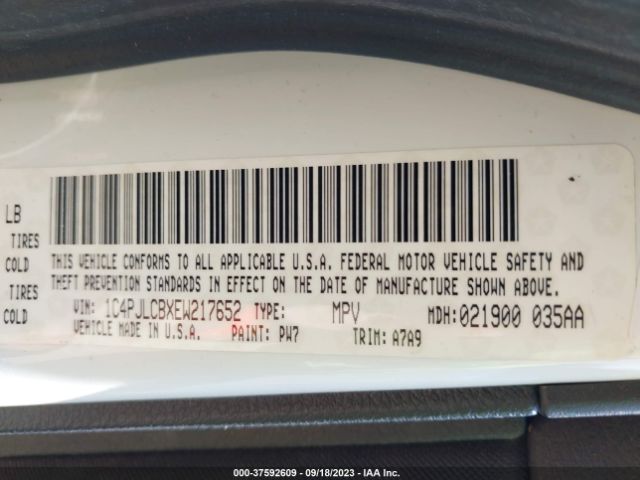 LB
TIRES
COLD
TIRES
COLD
THIS VEHICLE CONFORMS TO ALL APPLICABLE U.S.A. FEDERAL MOTOR VEHICLE SAFETY AND
THEFT PREVENTION STANDARDS IN EFFECT ON THE DATE OF MANUFACTURE SHOWN ABOVE.
VIN: 1C4PJLCBXEW217652 TYPE: MPV MDH:021900 035AA
VEHICLE MADE IN U.S.A. PAINT: PW7 TRIM: A7A9
000-37592609 - 09/18/2023 - IAA Inc.